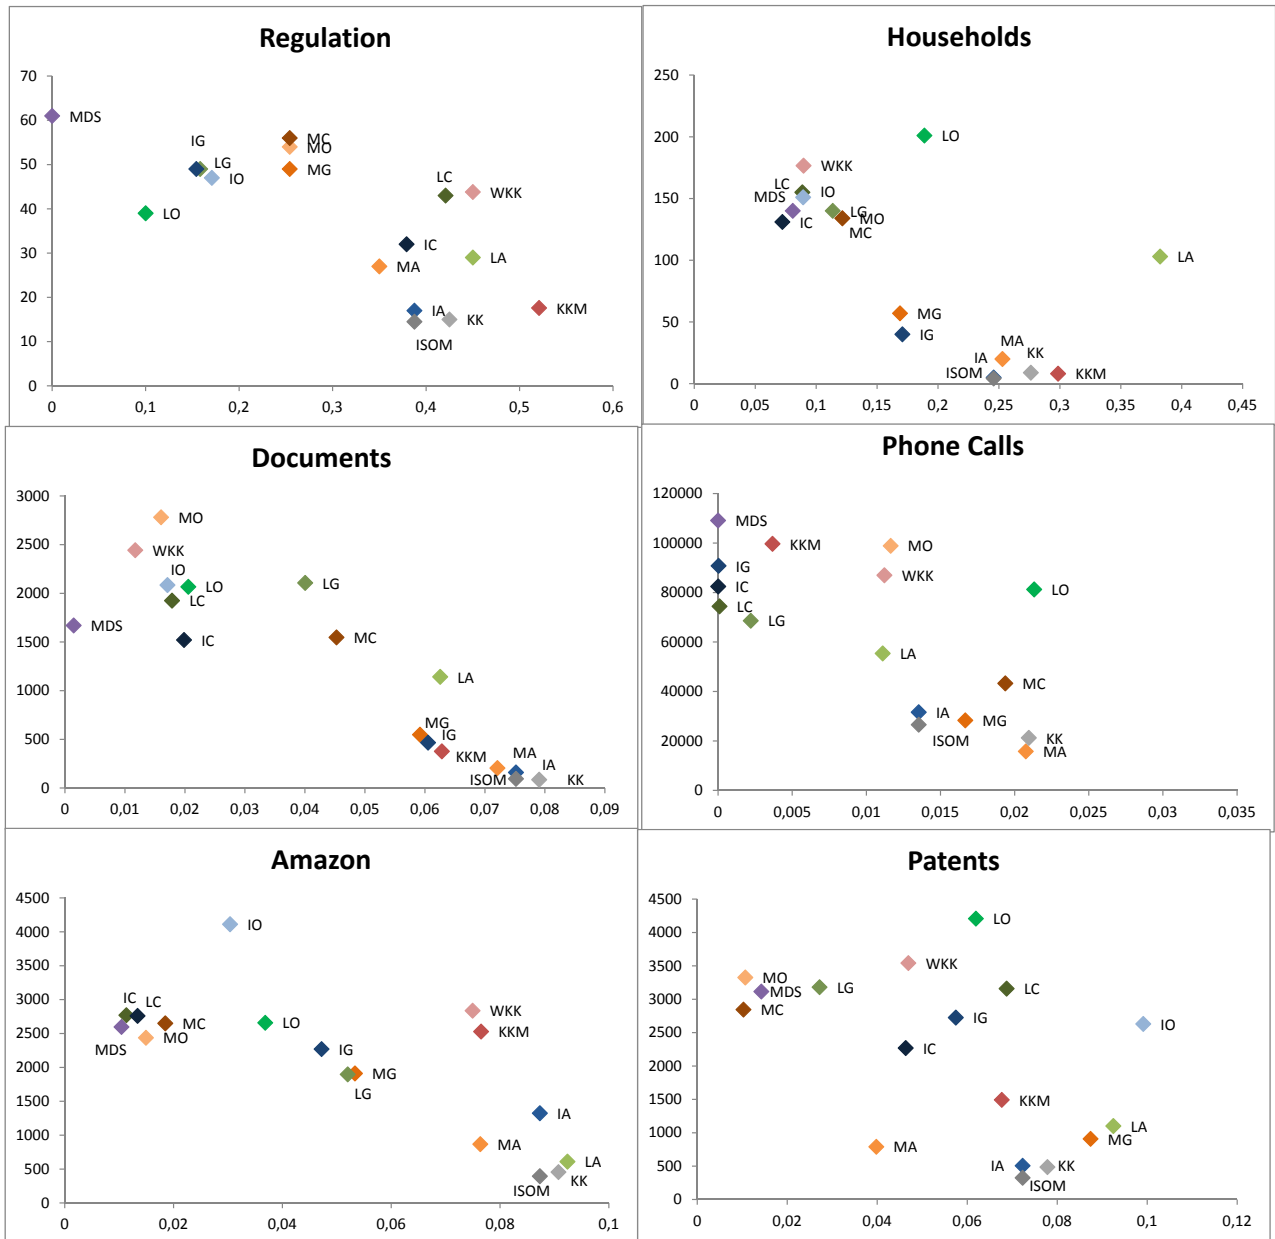 Regulation
70
60
50
40
30
20
10
0
0
0,1
0,2
0,3
0,4
0,5
0,6
MDS
IG
LG
IO
LO
MC
MO
MG
LC
WKK
IC
LA
MA
IA
KK
KKM
ISOM
Households
250
200
150
100
50
0
0
0,05
0,1
0,15
0,2
0,25
0,3
0,35
0,4
0,45
LO
WKK
LC
IO
MDS
LG
MO
IC
MC
LA
MG
IG
MA
IA
KK
ISOM
KKM
Documents
3000
2500
2000
1500
1000
500
0
0
0,01
0,02
0,03
0,04
0,05
0,06
0,07
0,08
0,09
MO
WKK
IO
LO
LG
LC
MDS
IC
MC
LA
MG
IG
KKM
MA
IA
ISOM
KK
Phone Calls
120000
100000
80000
60000
40000
20000
0
0
0,005
0,01
0,015
0,02
0,025
0,03
0,035
MDS
KKM
MO
IG
WKK
IC
LO
LC
LG
LA
MC
IA
MG
ISOM
KK
MA
Amazon
4500
4000
3500
3000
2500
2000
1500
1000
500
0
0
0,02
0,04
0,06
0,08
0,1
IO
IC
LC
MC
MDS
MO
LO
WKK
KKM
IG
MG
LG
IA
MA
LA
KK
ISOM
Patents
4500
4000
3500
3000
2500
2000
1500
1000
500
0
0
0,02
0,04
0,06
0,08
0,1
0,12
LO
WKK
MO
MDS
LG
LC
MC
IG
IO
IC
KKM
LA
MG
MA
IA
KK
ISOM